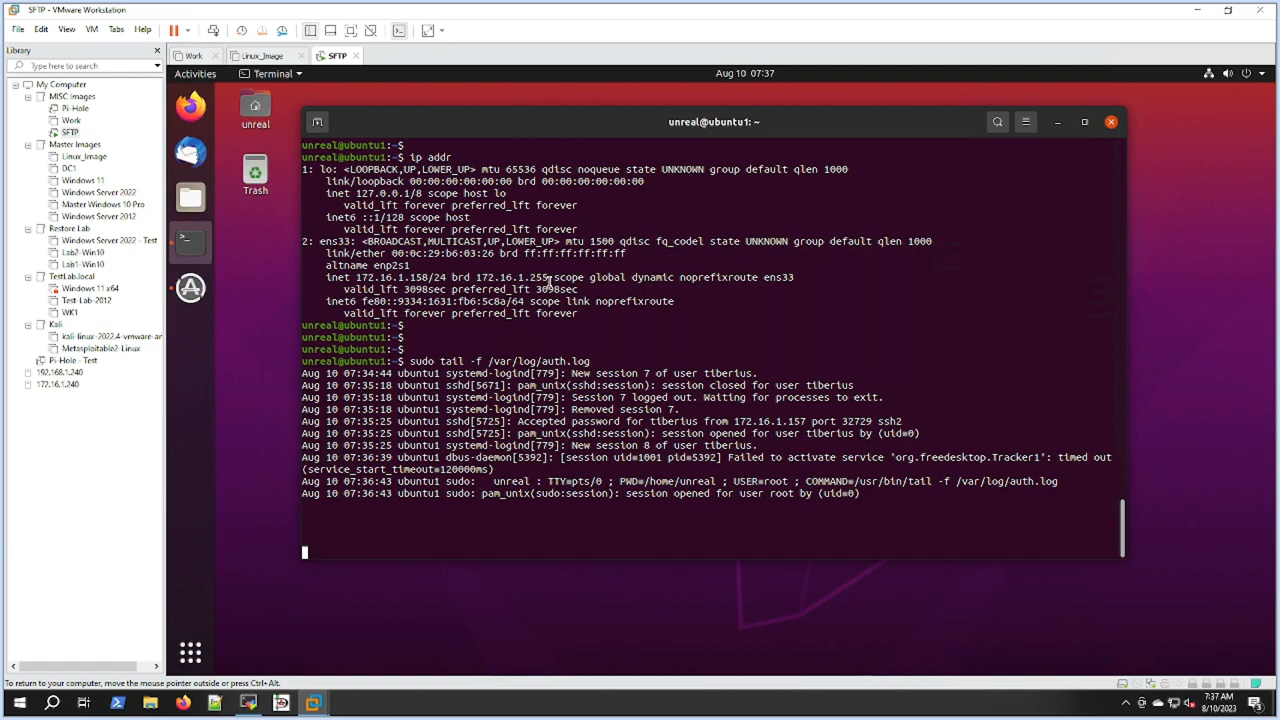 SFTP - VMware Workstation
File Edit View VM Tabs Help
Library
Type here to search
My Computer
MISC Images
Pi-Hole
Work
SFTP
Master Images
Linux_Image
DC1
Windows 11
Windows Server 2022
Master Windows 10 Pro
Windows Server 2012
Restore Lab
Windows Server 2022 - Test
Lab2-Win10
Lab1-Win10
TestLab.local
Windows 11 x64
Test-Lab-2012
WK1
Kali
kali-linux-2022.4-vmware-ar
Metasploitable2-Linux
Pi-Hole - Test
192.168.1.240
172.16.1.240
Work Linux_Image SFTP
Activities Terminal Aug 10 07:37
unreal
Trash
unreal@ubuntu1: ~
unreal@ubuntu1:~$
unreal@ubuntu1:~$ ip addr
1: lo: <LOOPBACK,UP,LOWER_UP> mtu 65536 qdisc noqueue state UNKNOWN group default qlen 1000
link/loopback 00:00:00:00:00:00 brd 00:00:00:00:00:00
inet 127.0.0.1/8 scope host lo
valid_lft forever preferred_lft forever
inet6 ::1/128 scope host
valid_lft forever preferred_lft forever
2: ens33: <BROADCAST,MULTICAST,UP,LOWER_UP> mtu 1500 qdisc fq_codel state UNKNOWN group default qlen 1000
link/ether 00:0c:29:b6:03:26 brd ff:ff:ff:ff:ff:ff
altname enp2s1
inet 172.16.1.158/24 brd 172.16.1.255 scope global dynamic noprefixroute ens33
valid_lft 3098sec preferred_lft 3098sec
inet6 fe80::9334:1631:fb6:5c8a/64 scope link noprefixroute
valid_lft forever preferred_lft forever
unreal@ubuntu1:~$
unreal@ubuntu1:~$
unreal@ubuntu1:~$
unreal@ubuntu1:~$ sudo tail -f /var/log/auth.log
Aug 10 07:34:44 ubuntu1 systemd-logind[779]: New session 7 of user tiberius.
Aug 10 07:35:18 ubuntu1 sshd[5671]: pam_unix(sshd:session): session closed for user tiberius
Aug 10 07:35:18 ubuntu1 systemd-logind[779]: Session 7 logged out. Waiting for processes to exit.
Aug 10 07:35:18 ubuntu1 systemd-logind[779]: Removed session 7.
Aug 10 07:35:25 ubuntu1 sshd[5725]: Accepted password for tiberius from 172.16.1.157 port 32729 ssh2
Aug 10 07:35:25 ubuntu1 sshd[5725]: pam_unix(sshd:session): session opened for user tiberius by (uid=0)
Aug 10 07:35:25 ubuntu1 systemd-logind[779]: New session 8 of user tiberius.
Aug 10 07:36:39 ubuntu1 dbus-daemon[5392]: [session uid=1001 pid=5392] Failed to activate service 'org.freedesktop.Tracker1': timed out
(service_start_timeout=120000ms)
Aug 10 07:36:43 ubuntu1 sudo: unreal : TTY=pts/0 ; PWD=/home/unreal ; USER=root ; COMMAND=/usr/bin/tail -f /var/log/auth.log
Aug 10 07:36:43 ubuntu1 sudo: pam_unix(sudo:session): session opened for user root by (uid=0)
To return to your computer, move the mouse pointer outside or press Ctrl+Alt.
7:37 AM
8/10/2023